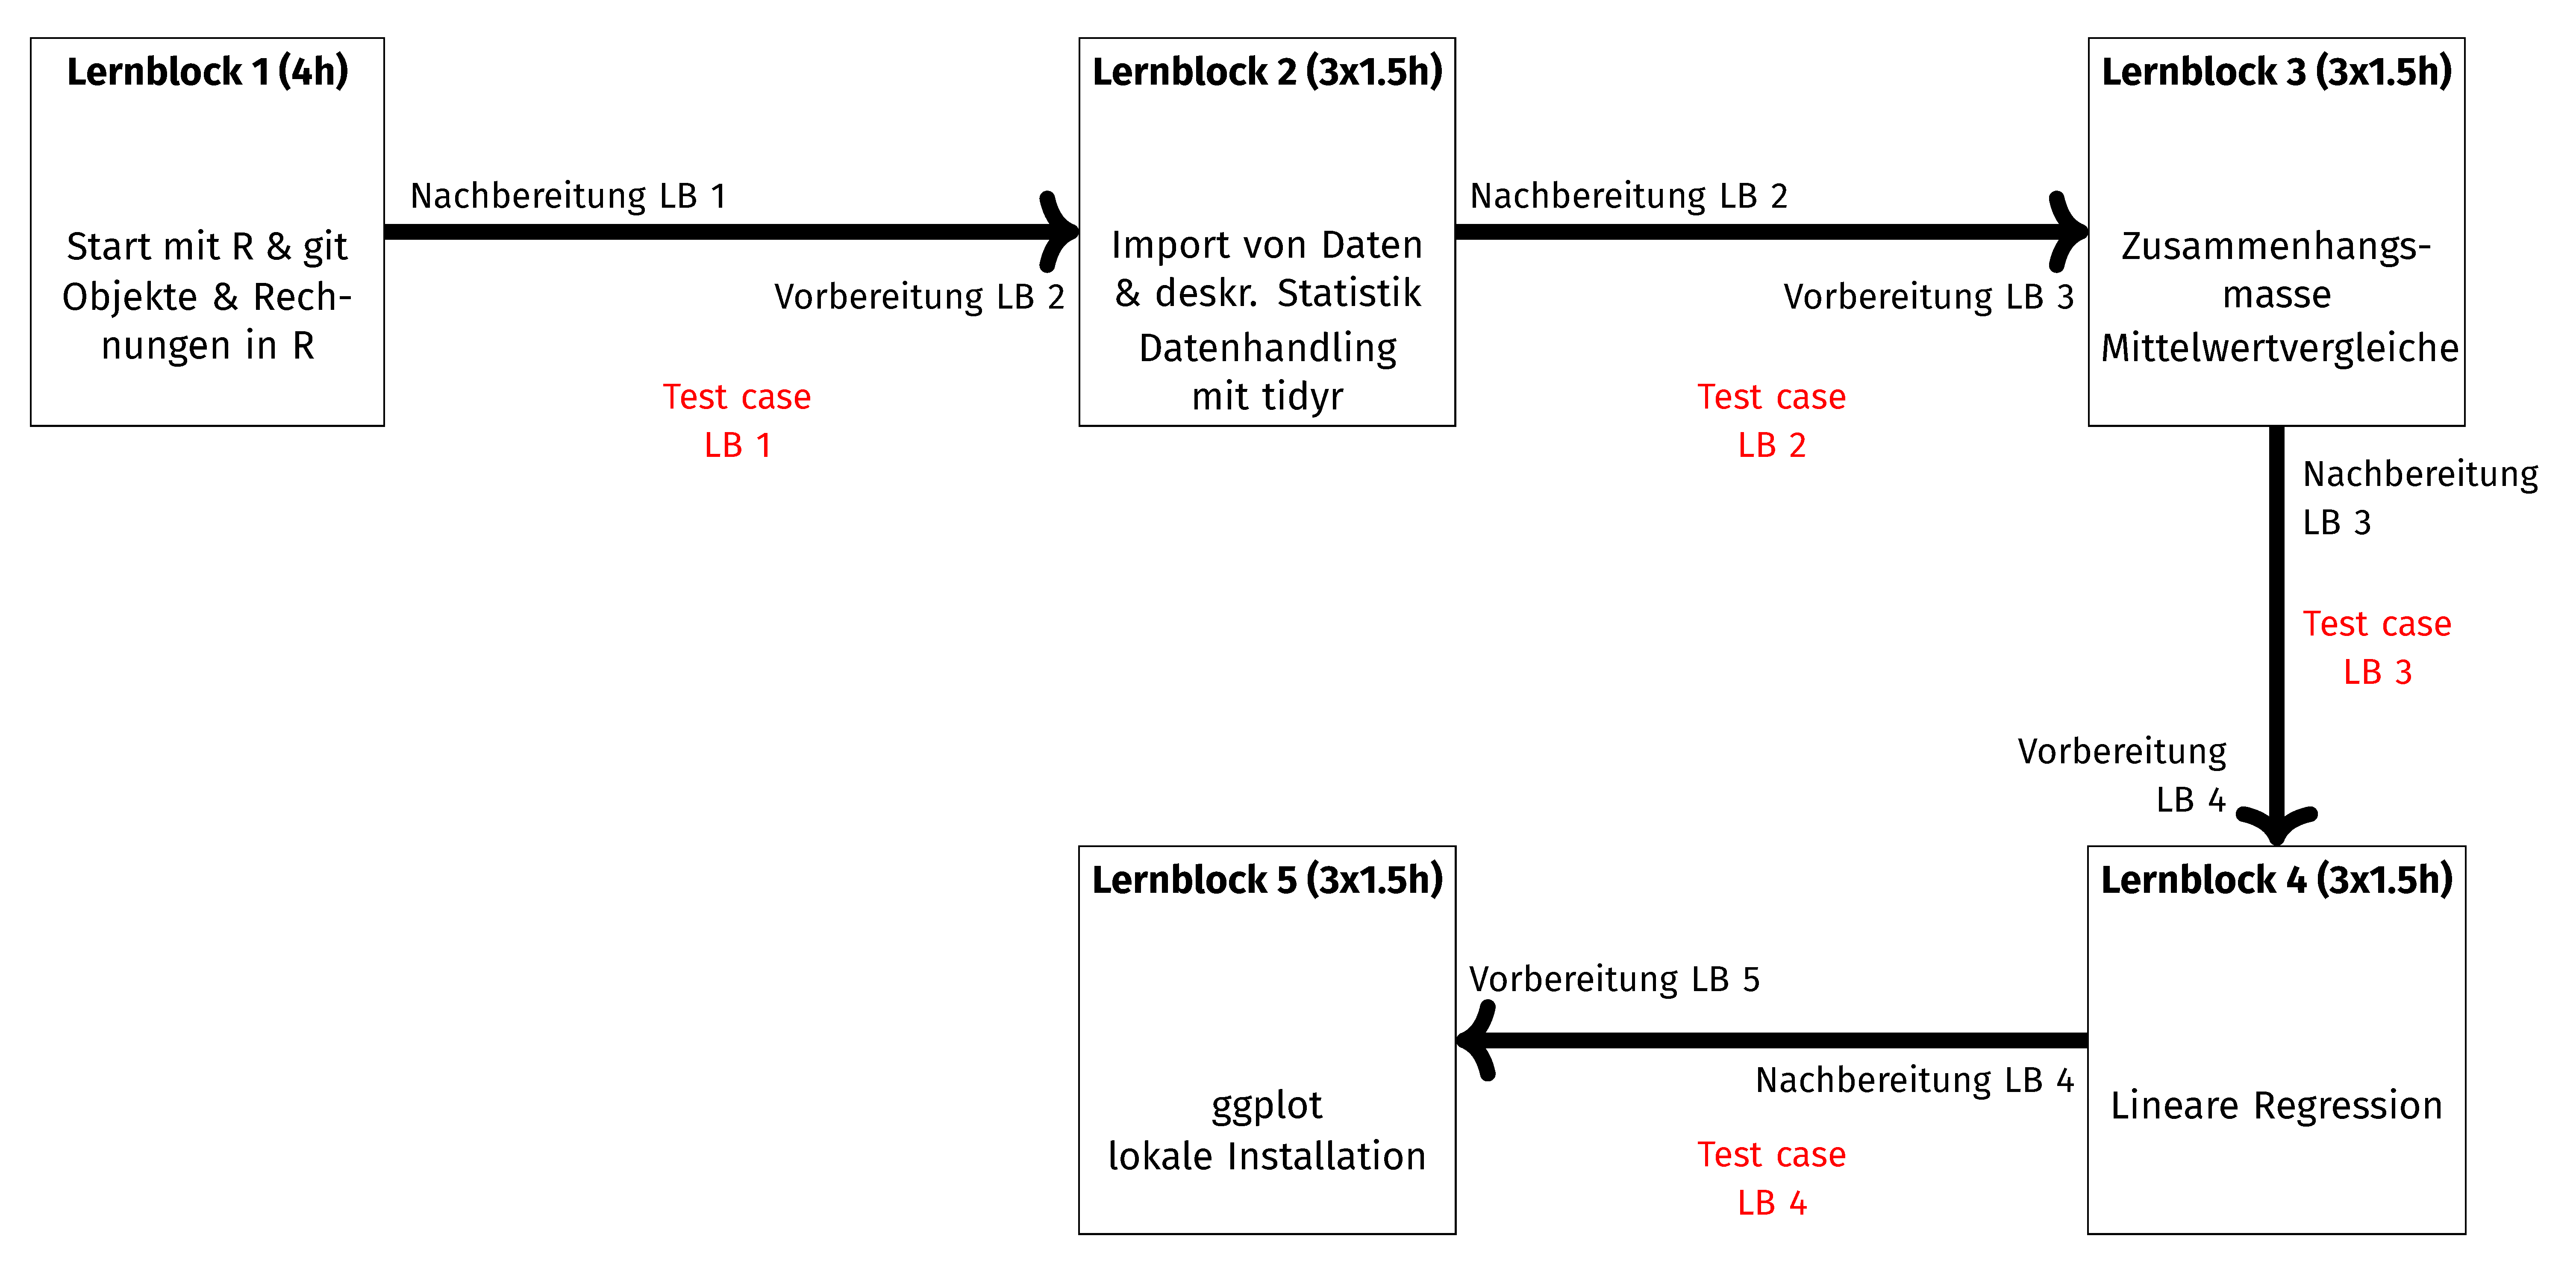 Lernblock 1 (4h)
Start mit R & git
Objekte & Rech-
nungen in R
Nachbereitung LB 1
Vorbereitung LB 2
Test case
LB 1
Lernblock 2 (3x1.5h)
Import von Daten
& deskr. Statistik
Datenhandling
mit tidyr
Nachbereitung LB 2
Vorbereitung LB 3
Test case
LB 2
Lernblock 3 (3x1.5h)
Zusammenhangs-
masse
Mittelwertvergleiche
Nachbereitung
LB 3
Test case
LB 3
Vorbereitung
LB 4
Lernblock 4 (3x1.5h)
Lineare Regression
Nachbereitung LB 4
Vorbereitung LB 5
Test case
LB 4
Lernblock 5 (3x1.5h)
ggplot
lokale Installation